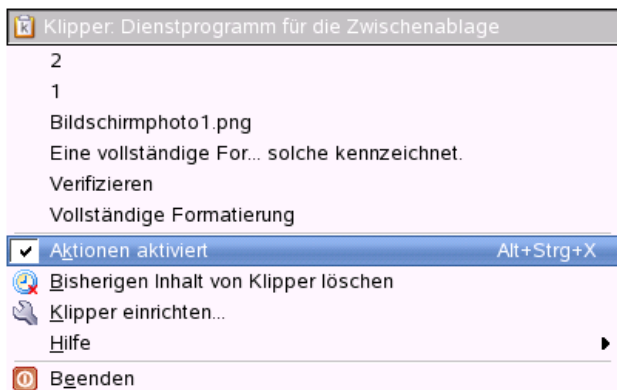 Klipper: Dienstprogramm für die Zwischenablage
2
1
Bildschirmphoto1.png
Eine vollständige For... solche kennzeichnet.
Verifizieren
Vollständige Formatierung
Aktionen aktiviert Alt+Strg+X
Bisherigen Inhalt von Klipper löschen
Klipper einrichten...
Hilfe
Beenden